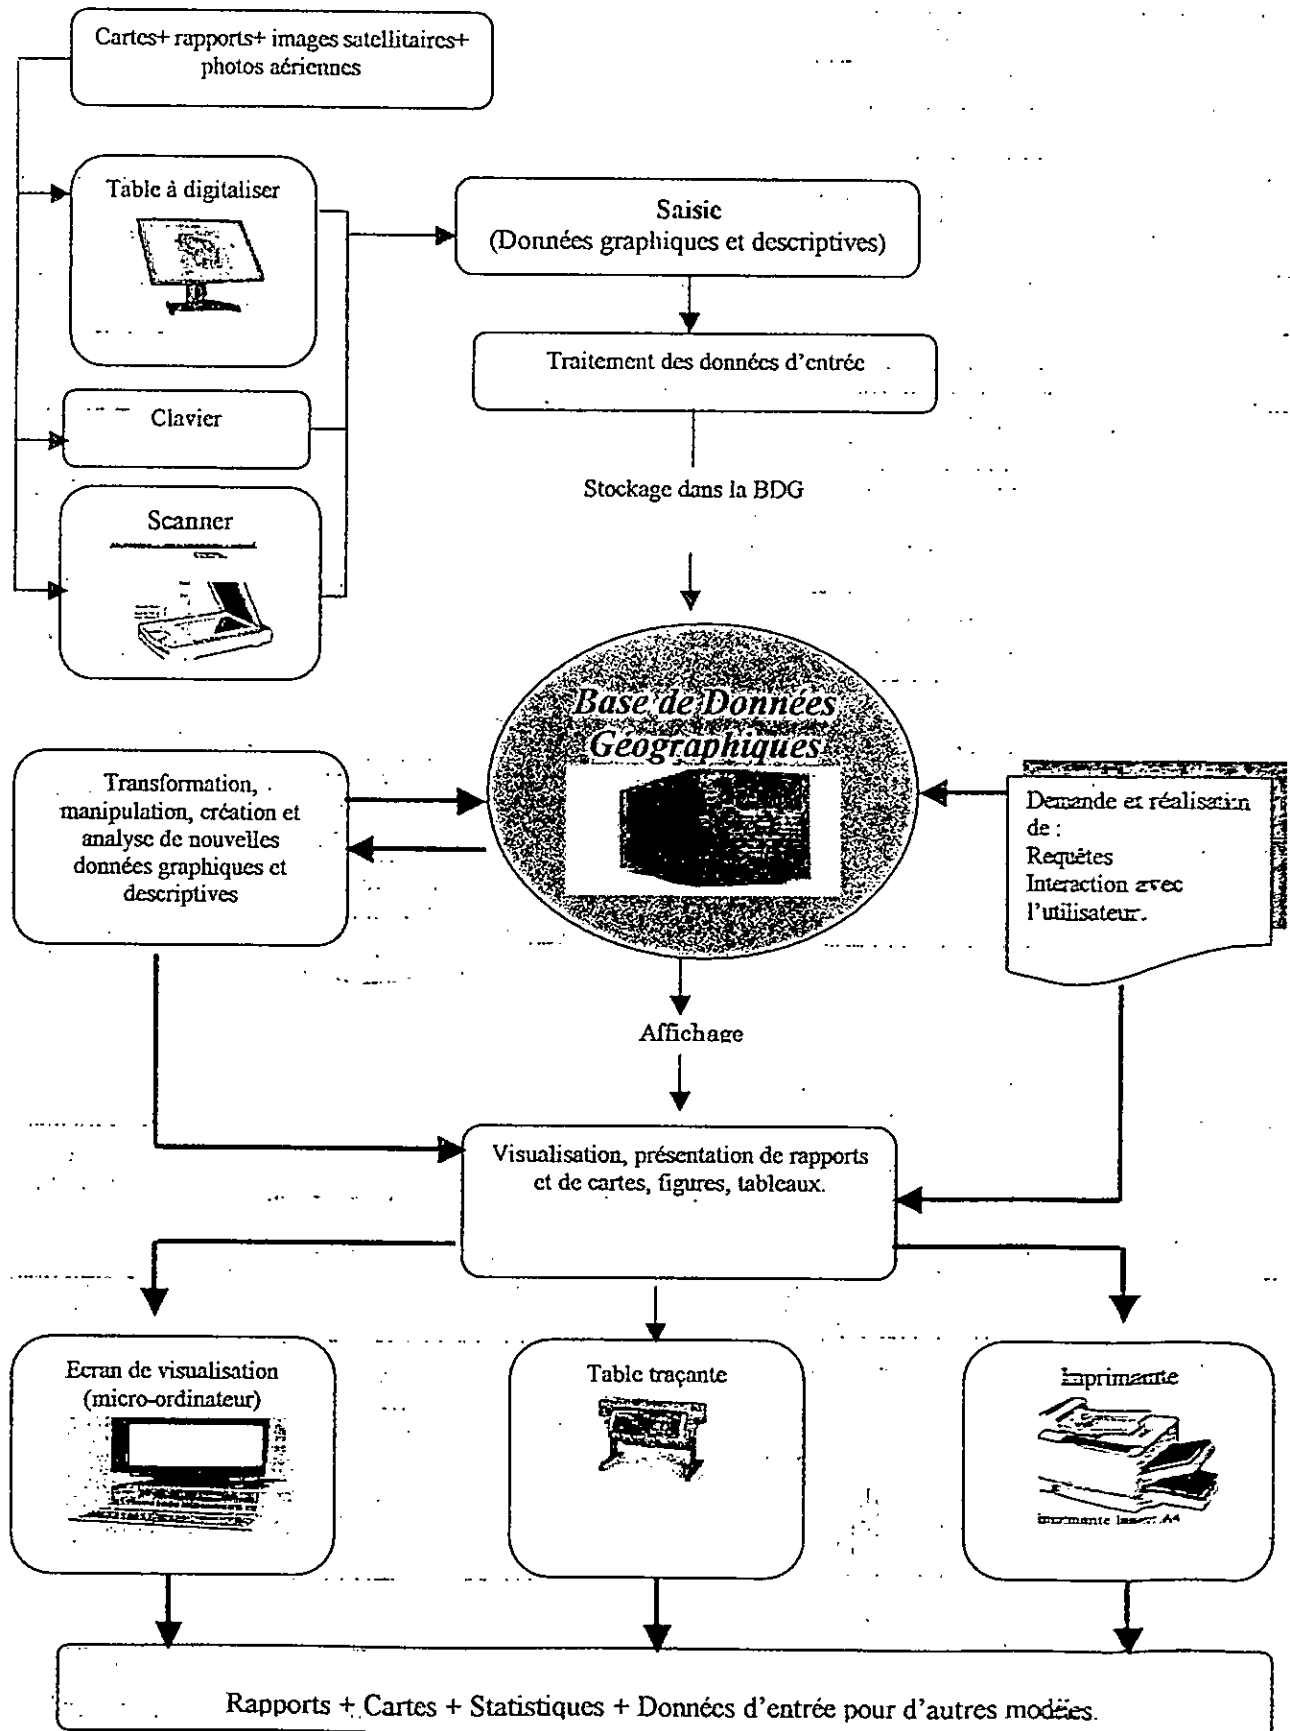 Cartes+ rapports+ images satellitaires+
photos aériennes
Table à digitaliser
Saisie
(Données graphiques et descriptives)
Traitement des données d'entrée
Clavier
Stockage dans la BDG
Scanner
Base de Données
Géographiques
Transformation,
manipulation, création et
analyse de nouvelles
données graphiques et
descriptives
Demande et réalisation
de :
Requêtes
Interaction avec
l'utilisateur.
Affichage
Visualisation, présentation de rapports
et de cartes, figures, tableaux.
Ecran de visualisation
(micro-ordinateur)
Table traçante
Imprimante
imprimante laser A4
Rapports + Cartes + Statistiques + Données d'entrée pour d'autres modèles.